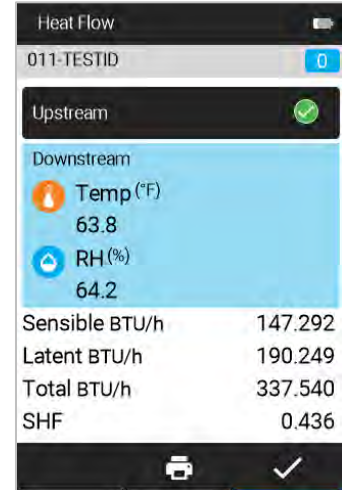 Heat Flow
011-TESTID 0
Upstream
Downstream
Temp (°F)
63.8
RH (%)
64.2
Sensible BTU/h 147.292
Latent BTU/h 190.249
Total BTU/h 337.540
SHF 0.436